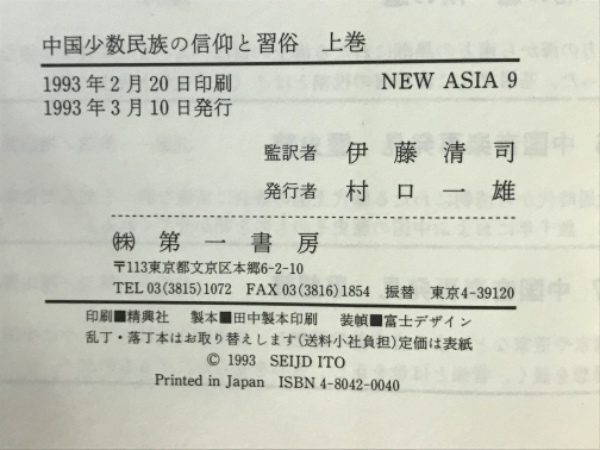 中国少数民族の信仰と習俗　上巻
1993年2月20日印刷　NEW ASIA 9
1993年3月10日発行
監訳者　伊藤清司
発行者　村口一雄
㈱ 第一書房
〒113東京都文京区本郷6-2-10
TEL 03(3815)1072　FAX 03(3816)1854　振替　東京4-39120
印刷■精興社　製本■田中製本印刷　装幀■富士デザイン
乱丁・落丁本はお取り替えします(送料小社負担)定価は表紙
© 1993 SEIJD ITO
Printed in Japan ISBN 4-8042-0040